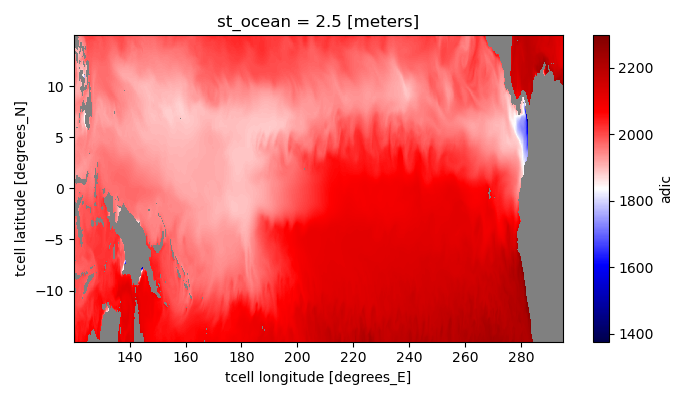 st_ocean = 2.5 [meters]
tcell latitude [degrees_N]
10
5
0
−5
−10
140 160 180 200 220 240 260 280
tcell longitude [degrees_E]
2200
2000
1800
1600
1400
adic